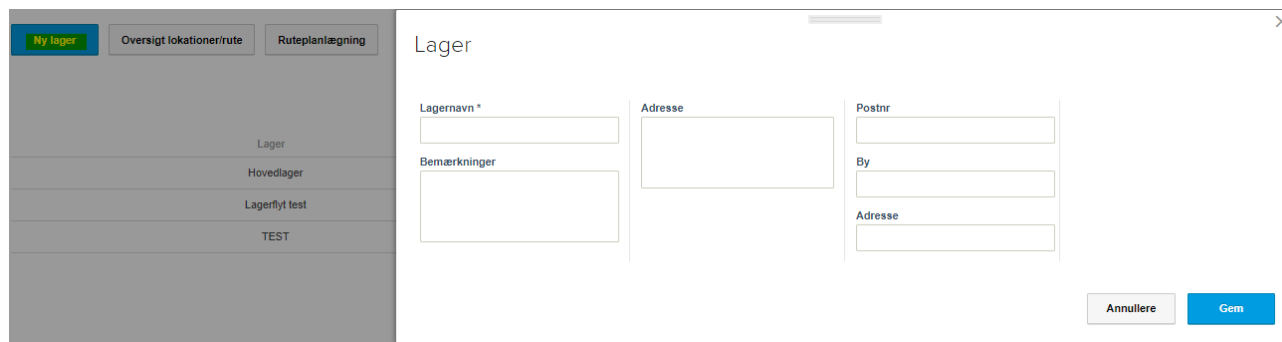 Ny lager
Oversigt lokationer/rute
Ruteplanlægning
Lager
Hovedlager
Lagerflyt test
TEST
Lager
Lagernavn *
Bemærkninger
Adresse
Postnr
By
Adresse
Annullere
Gem